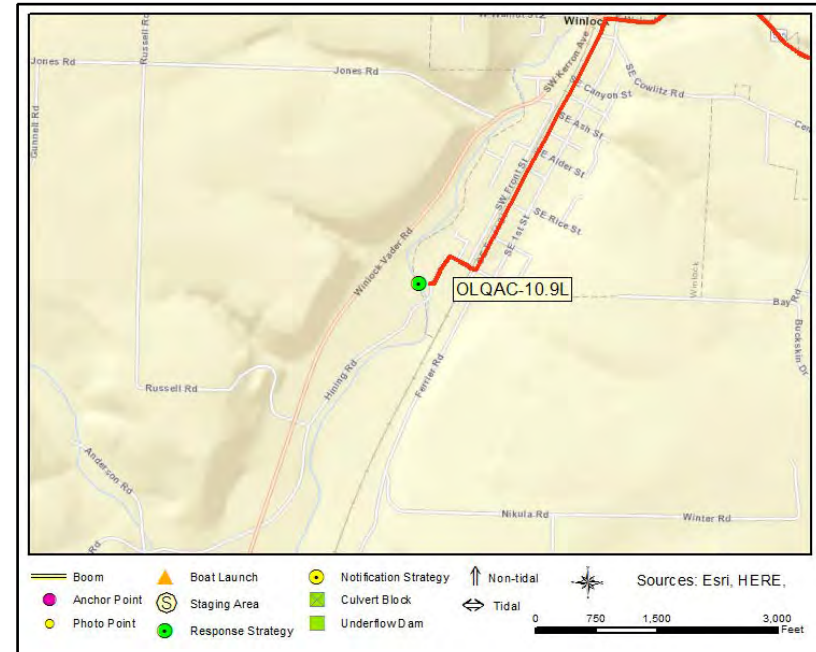 Winlock
Jones Rd
Russell Rd
Jones Rd
Gunnell Rd
SW Kerron Ave
SE Canyon St
SE Cowlitz Rd
SE Ash St
SE Alder St
SW Front St
SE Rice St
SE 1st St
Winlock Vader Rd
OLQAC-10.9L
Winlock
Bay Rd
Buckskin Dr
Hining Rd
Ferrier Rd
Russell Rd
Anderson Rd
Rd
Nikula Rd
Winter Rd
Boom
Boat Launch
Notification Strategy
Non-tidal
Sources: Esri, HERE,
Anchor Point
S
Staging Area
Culvert Block
Tidal
Photo Point
Response Strategy
Underflow Dam
0 750 1,500 3,000
Feet